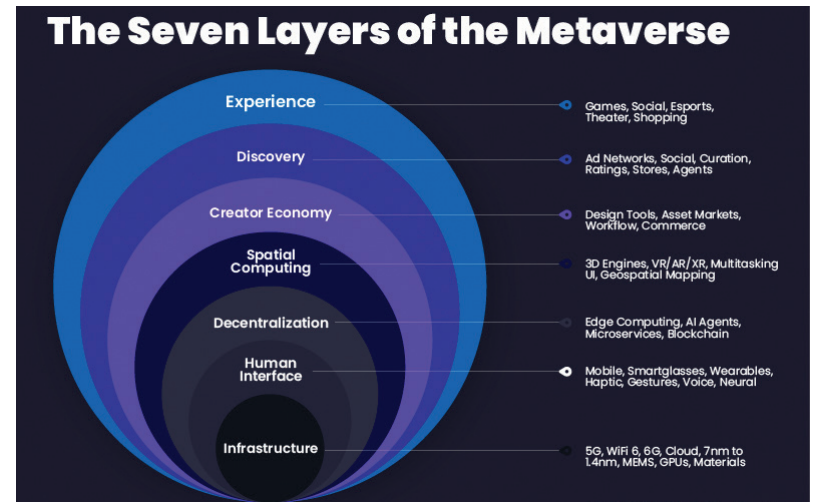 The Seven Layers of the Metaverse
Experience
Games, Social, Esports,
Theater, Shopping
Discovery
Ad Networks, Social, Curation,
Ratings, Stores, Agents
Creator Economy
Design Tools, Asset Markets,
Workflow, Commerce
Spatial
Computing
3D Engines, VR/AR/XR, Multitasking
UI, Geospatial Mapping
Decentralization
Edge Computing, AI Agents,
Microservices, Blockchain
Human
Interface
Mobile, Smartglasses, Wearables,
Haptic, Gestures, Voice, Neural
Infrastructure
5G, WiFi 6, 6G, Cloud, 7nm to
1.4nm, MEMS, GPUs, Materials